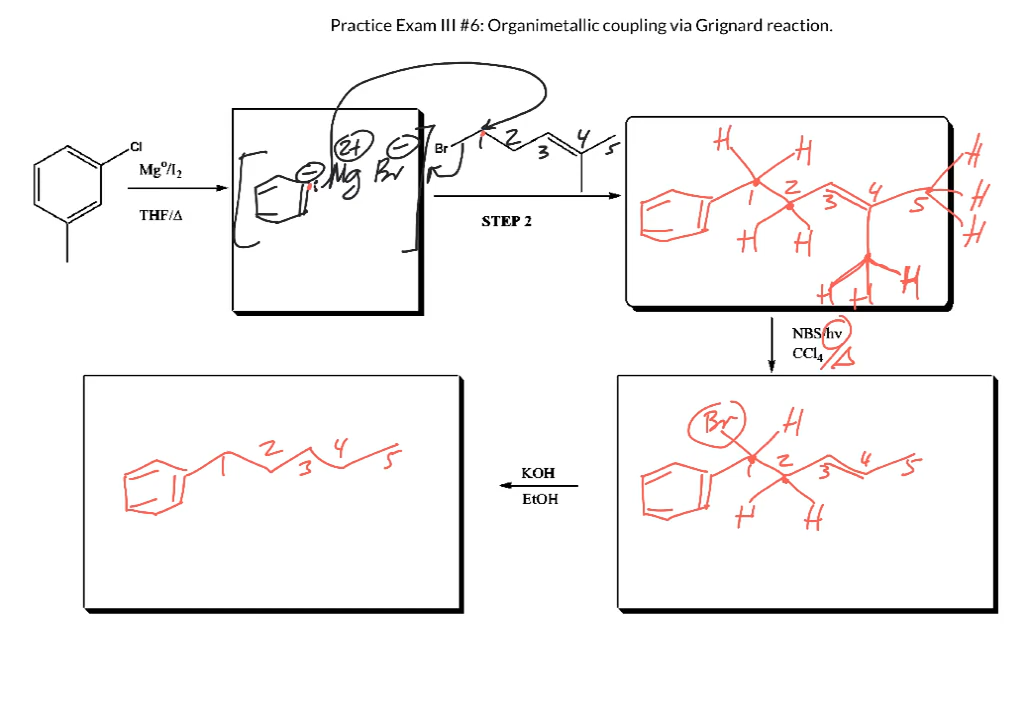 Practice Exam III #6: Organimetallic coupling via Grignard reaction.
Cl
Mg⁰/I₂
THF/Δ
[ - : Mg 2+ Br - ]
Br 1 2 3 4 5
STEP 2
H H
1 2 3 4 5
H H
H H H
H H H
NBS/hν
CCl₄/Δ
Br H
1 2 3 4 5
H H
KOH
EtOH
1 2 3 4 5